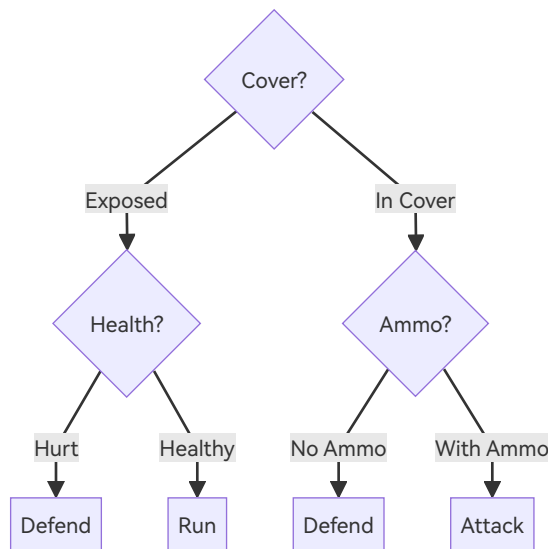 Cover?
Exposed
In Cover
Health?
Ammo?
Hurt
Healthy
No Ammo
With Ammo
Defend
Run
Defend
Attack